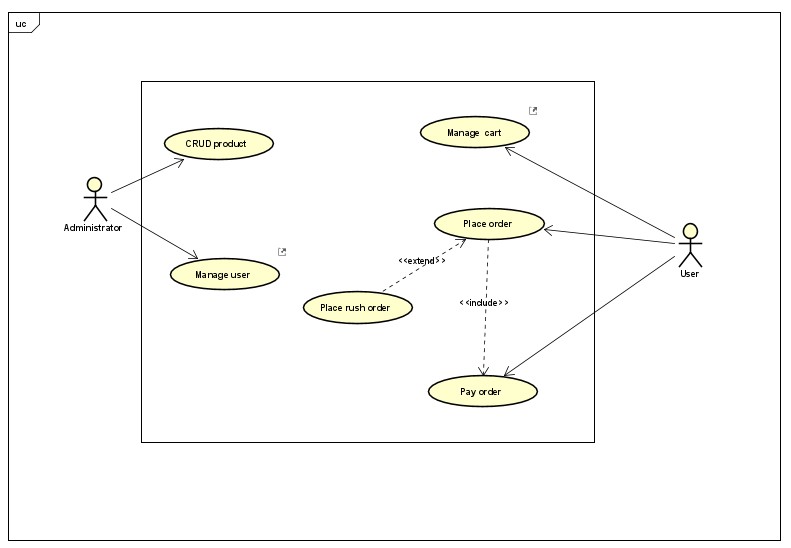 uc
CRUD product
Manage cart
Administrator
Place order
User
<<extend>>
Manage user
Place rush order
<<include>>
Pay order